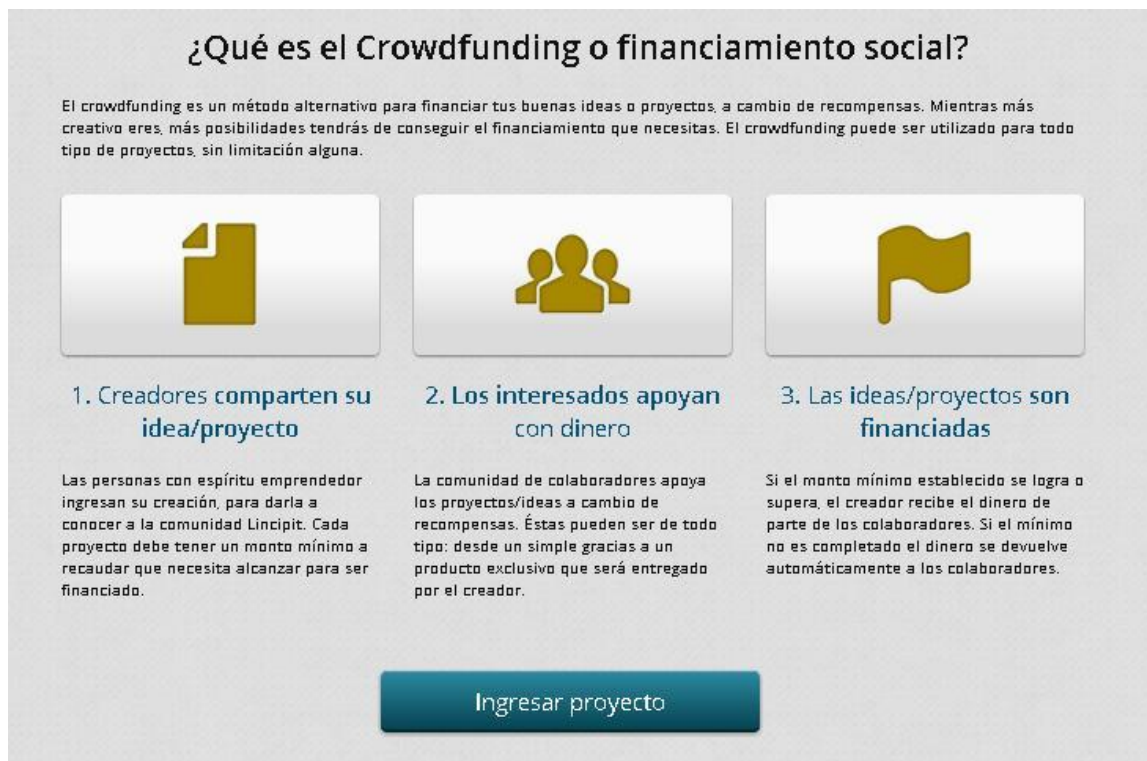 ¿Qué es el Crowdfunding o financiamiento social?
El crowdfunding es un método alternativo para financiar tus buenas ideas o proyectos, a cambio de recompensas. Mientras más
creativo eres, más posibilidades tendrás de conseguir el financiamiento que necesitas. El crowdfunding puede ser utilizado para todo
tipo de proyectos, sin limitación alguna.
1. Creadores comparten su
idea/proyecto
Las personas con espíritu emprendedor
ingresan su creación, para darla a
conocer a la comunidad Lincipit. Cada
proyecto debe tener un monto mínimo a
recaudar que necesita alcanzar para ser
financiado.
2. Los interesados apoyan
con dinero
La comunidad de colaboradores apoya
los proyectos/ideas a cambio de
recompensas. Éstas pueden ser de todo
tipo: desde un simple gracias a un
producto exclusivo que será entregado
por el creador.
3. Las ideas/proyectos son
financiadas
Si el monto mínimo establecido se logra o
supera, el creador recibe el dinero de
parte de los colaboradores. Si el mínimo
no es completado el dinero se devuelve
automáticamente a los colaboradores.
Ingresar proyecto